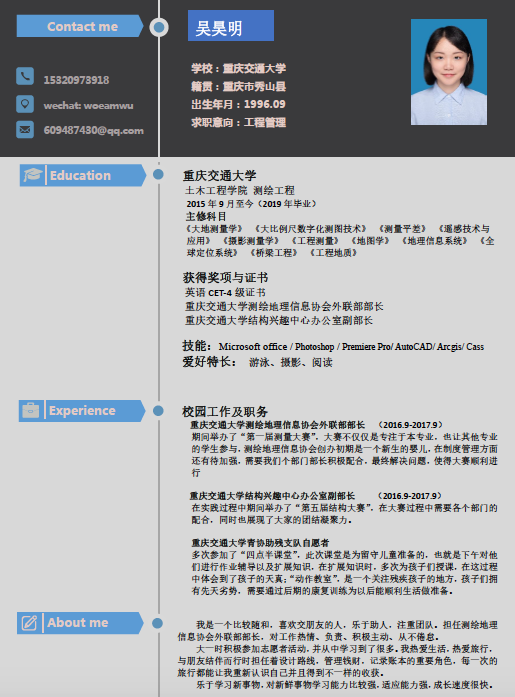 Contact me
吴昊明
学校：重庆交通大学
籍贯：重庆市秀山县
出生年月：1996.09
求职意向：工程管理
15320973918
wechat: woeamwu
609487430@qq.com
Education
重庆交通大学
土木工程学院 测绘工程
2015 年 9 月至今（2019 年毕业）
主修科目
《大地测量学》 《大比例尺数字化测图技术》 《测量平差》 《遥感技术与
应用》 《摄影测量学》 《工程测量》 《地图学》 《地理信息系统》 《全
球定位系统》 《桥梁工程》 《工程地质》
获得奖项与证书
英语 CET-4 级证书
重庆交通大学测绘地理信息协会外联部部长
重庆交通大学结构兴趣中心办公室副部长
技能：Microsoft office / Photoshop / Premiere Pro/ AutoCAD/ Arcgis/ Cass
爱好特长： 游泳、摄影、阅读
Experience
校园工作及职务
重庆交通大学测绘地理信息协会外联部部长 （2016.9-2017.9）
期间举办了“第一届测量大赛”，大赛不仅仅是专注于本专业，也让其他专业
的学生参与，测绘地理信息协会创办初期是一个新生的婴儿，在制度管理方面
还有待加强，需要我们个部门部长积极配合，最终解决问题，使得大赛顺利进
行
重庆交通大学结构兴趣中心办公室副部长 （2016.9-2017.9）
在实践过程中期间举办了“第五届结构大赛”，在大赛过程中需要各个部门的
配合，同时也展现了大家的团结凝聚力。
重庆交通大学青协助残支队自愿者
多次参加了“四点半课堂”，此次课堂是为留守儿童准备的，也就是下午对他
们进行作业辅导以及扩展知识，在扩展知识时，多次为孩子们授课，在这过程
中体会到了孩子的天真；“动作教室”，是一个关注残疾孩子的地方，孩子们拥
有先天劣势，需要通过后期的康复训练为以后能顺利生活做准备。
About me
我是一个比较随和，喜欢交朋友的人，乐于助人，注重团队。担任测绘地理
信息协会外联部部长，对工作热情、负责、积极主动、从不倦怠。
大一时积极参加志愿者活动，并从中学习到了很多。我热爱生活，热爱旅行，
与朋友结伴而行时担任着设计路线，管理钱财，记录账本的重要角色，每一次的
旅行都能让我重新认识自己并且得到不一样的收获。
乐于学习新事物，对新鲜事物学习能力比较强，适应能力强，成长速度很快。